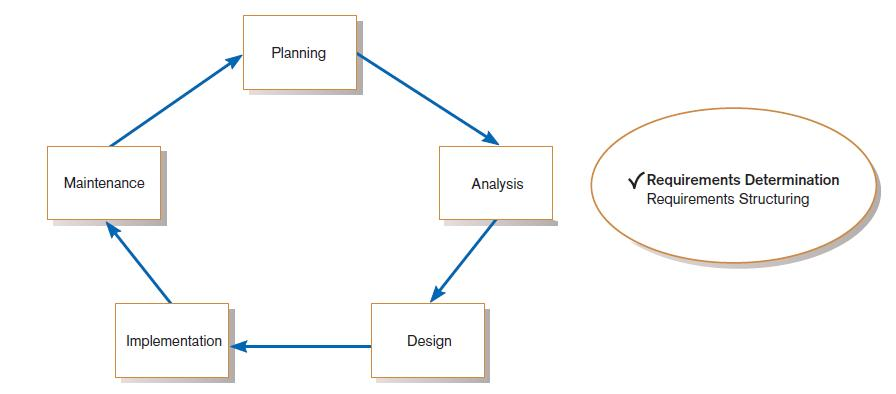 Planning
Maintenance
Analysis
✓Requirements Determination
Requirements Structuring
Implementation
Design